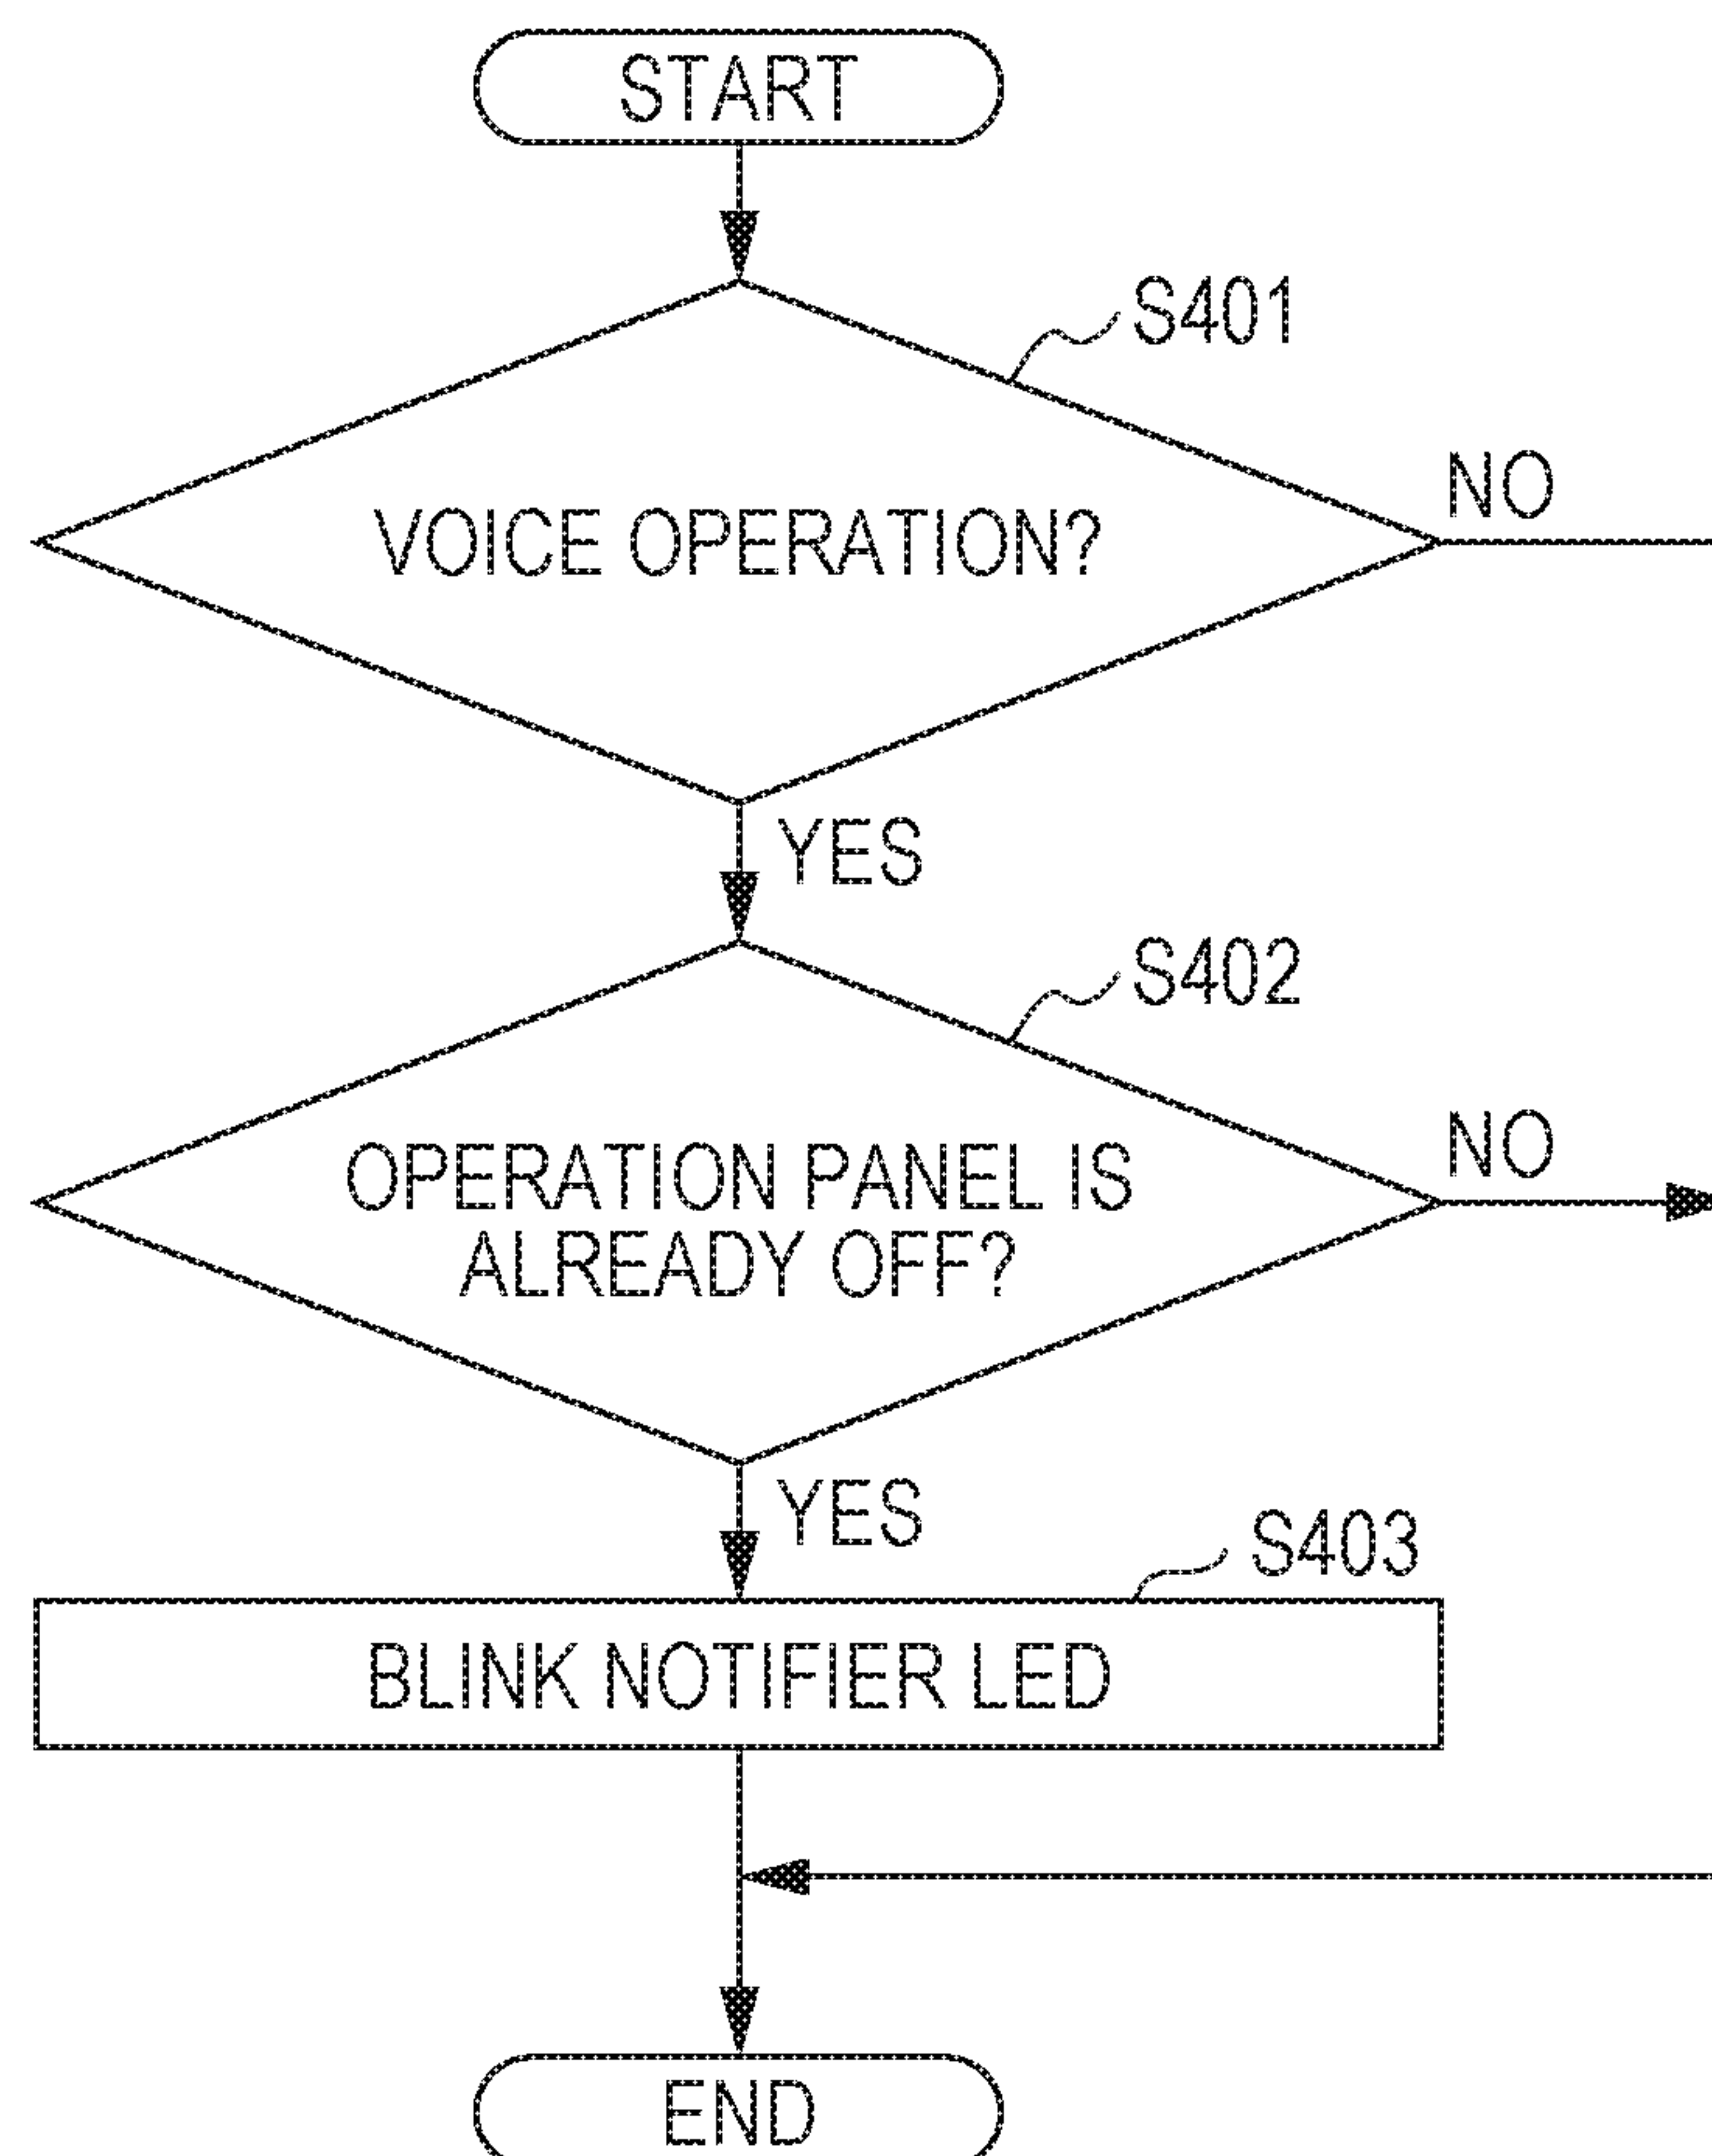 START
S401
VOICE OPERATION?
NO
YES
S402
OPERATION PANEL IS
ALREADY OFF?
NO
YES
S403
BLINK NOTIFIER LED
END